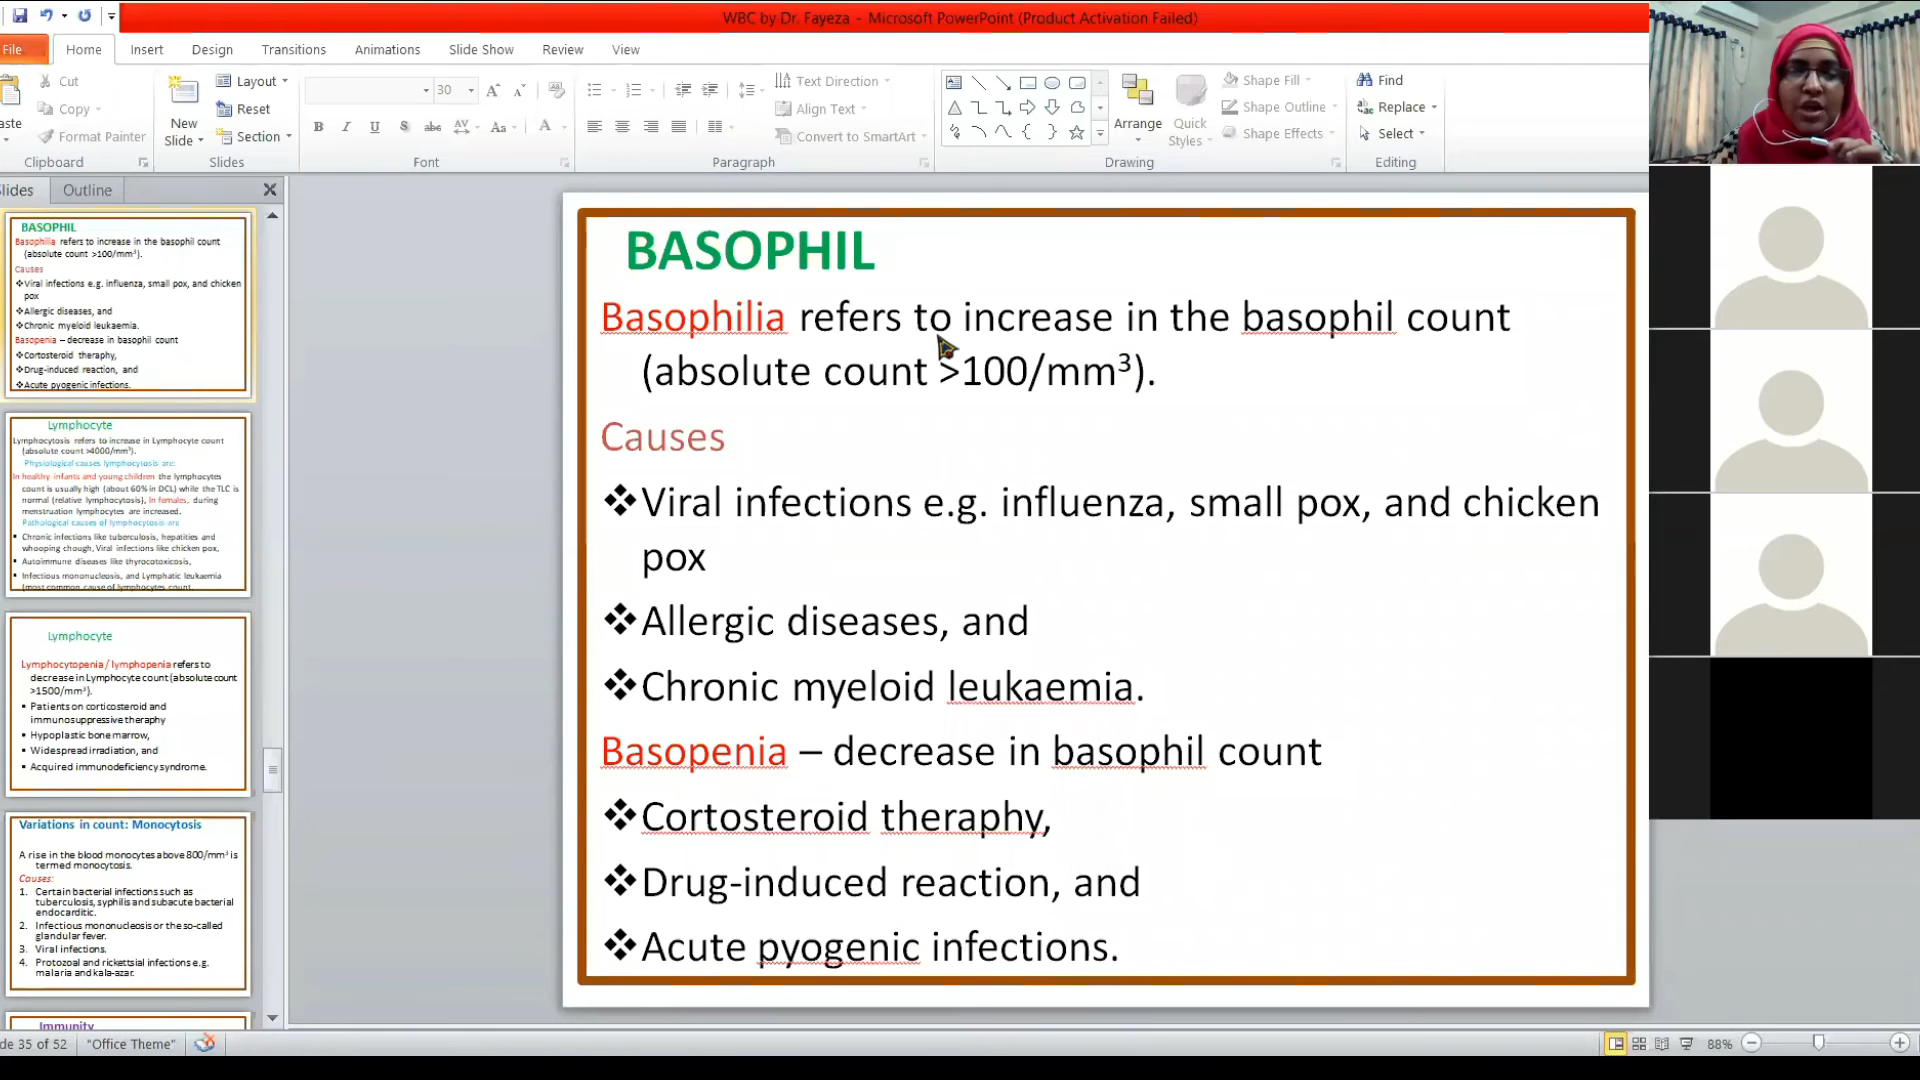 WBC by Dr. Fayeza - Microsoft PowerPoint (Product Activation Failed)
File Home Insert Design Transitions Animations Slide Show Review View
Cut
Copy
Format Painter
aste
Clipboard
New
Slide
Layout
Reset
Section
Slides
30
Font
Text Direction
Align Text
Convert to SmartArt
Paragraph
Arrange
Quick
Styles
Shape Fill
Shape Outline
Shape Effects
Drawing
Find
Replace
Select
Editing
Slides Outline
BASOPHIL
Basophilia refers to increase in the basophil count
(absolute count >100/mm³).
Causes
❖Viral infections e.g. influenza, small pox, and chicken
pox
❖Allergic diseases, and
❖Chronic myeloid leukaemia.
Basopenia – decrease in basophil count
❖Cortosteroid theraphy,
❖Drug-induced reaction, and
❖Acute pyogenic infections.
Lymphocyte
Lymphocytosis refers to increase in Lymphocyte count
(absolute count >4000/mm³).
Physiological causes lymphocytosis are:
In healthy infants and young children the lymphocytes
count is usually high (about 60% in DCL) while the TLC is
normal (relative lymphocytosis), In females, during
menstruation lymphocytes are increased.
Pathological causes of lymphocytosis are
▪ Chronic infections like tuberculosis, hepatities and
whooping chough, Viral infections like chicken pox,
▪ Autoimmune diseases like thyrocotoxicosis,
▪ Infectious mononucleosis, and Lymphatic leukaemia
(most common cause of lymphocytes count.
Lymphocyte
Lymphocytopenia / lymphopenia refers to
decrease in Lymphocyte count (absolute count
>1500/mm³).
▪ Patients on corticosteroid and
immunosuppressive theraphy
▪ Hypoplastic bone marrow,
▪ Widespread irradiation, and
▪ Acquired immunodeficiency syndrome.
Variations in count: Monocytosis
A rise in the blood monocytes above 800/mm³ is
termed monocytosis.
Causes:
1. Certain bacterial infections such as
tuberculosis, syphilis and subacute bacterial
endocarditic.
2. Infectious mononucleosis or the so-called
glandular fever.
3. Viral infections.
4. Protozoal and rickettsial infections e.g.
malaria and kala-azar.
Immunity
BASOPHIL
Basophilia refers to increase in the basophil count
(absolute count >100/mm³).
Causes
❖Viral infections e.g. influenza, small pox, and chicken
pox
❖Allergic diseases, and
❖Chronic myeloid leukaemia.
Basopenia – decrease in basophil count
❖Cortosteroid theraphy,
❖Drug-induced reaction, and
❖Acute pyogenic infections.
de 35 of 52 "Office Theme" 88%